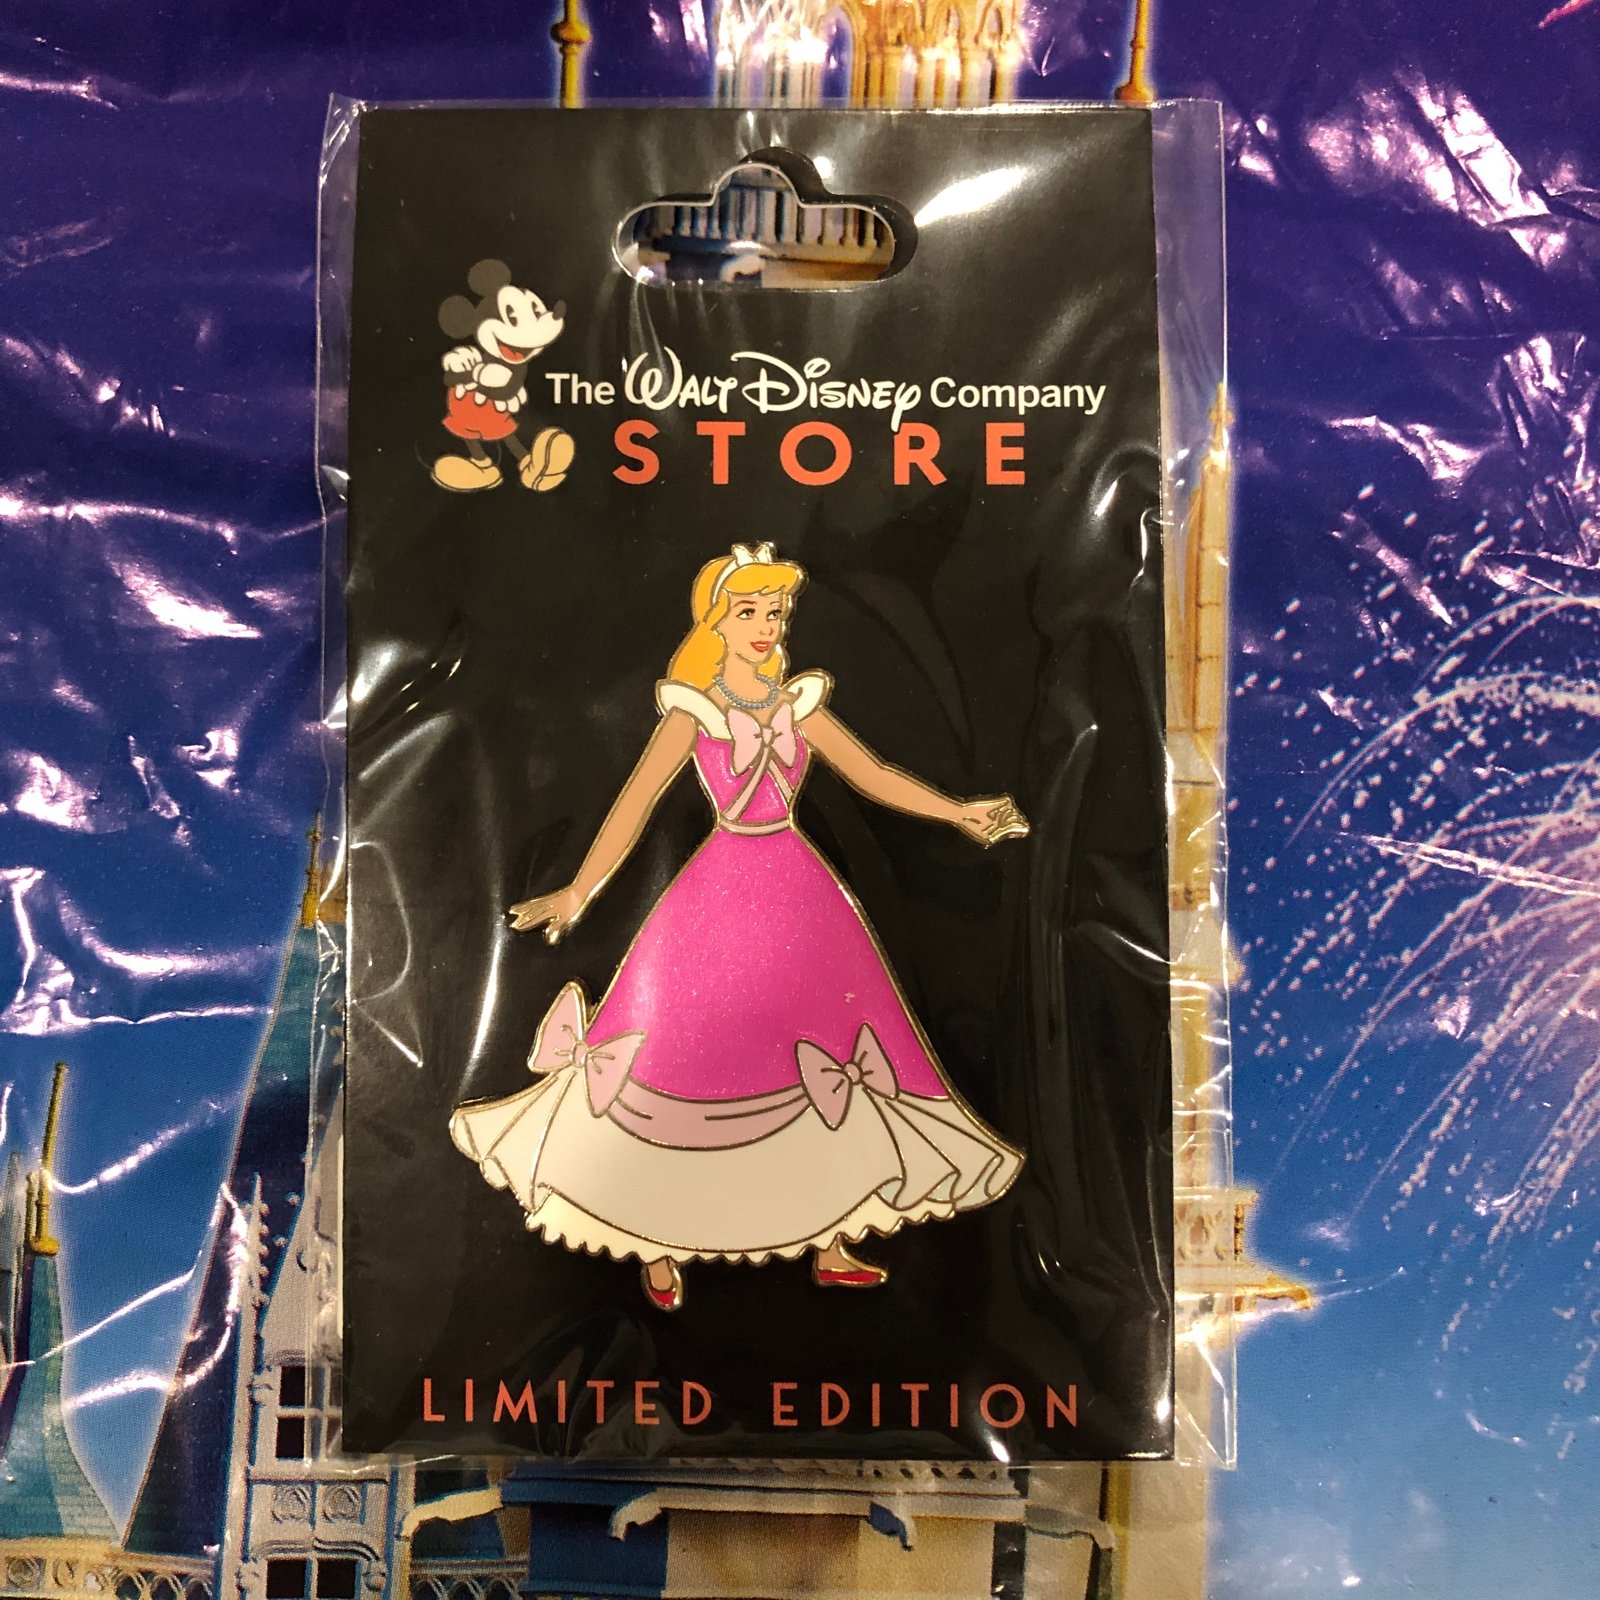 The Walt Disney Company
STORE
LIMITED EDITION